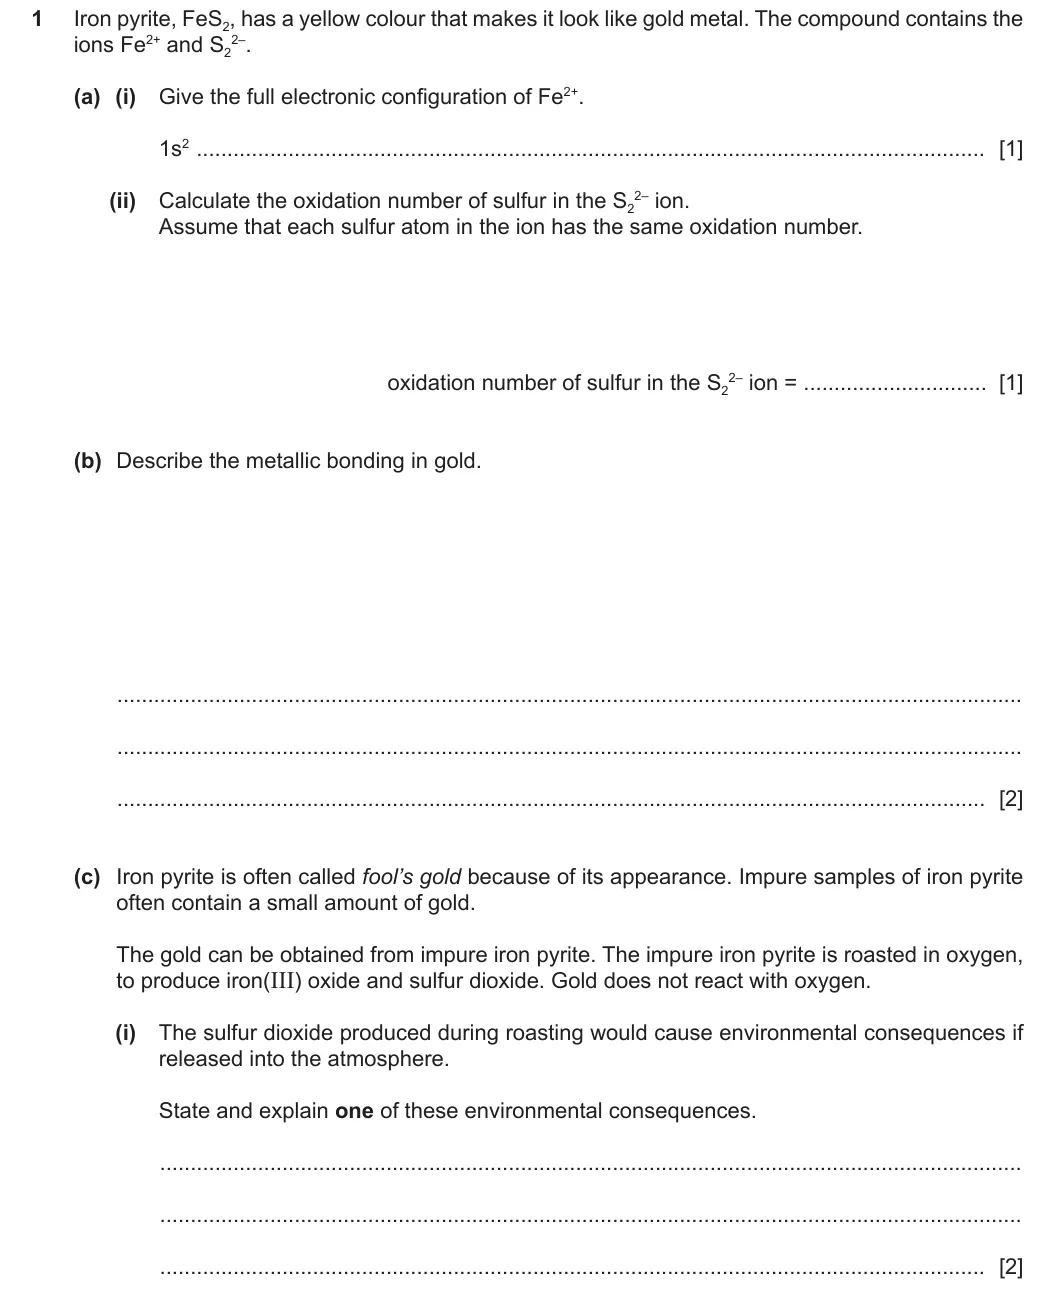 1 Iron pyrite, FeS₂, has a yellow colour that makes it look like gold metal. The compound contains the
ions Fe²⁺ and S₂²⁻.
(a) (i) Give the full electronic configuration of Fe²⁺.
1s² .................................................................................................................................. [1]
(ii) Calculate the oxidation number of sulfur in the S₂²⁻ ion.
Assume that each sulfur atom in the ion has the same oxidation number.
oxidation number of sulfur in the S₂²⁻ ion = .............................. [1]
(b) Describe the metallic bonding in gold.
.....................................................................................................................................................
.....................................................................................................................................................
............................................................................................................................................... [2]
(c) Iron pyrite is often called fool’s gold because of its appearance. Impure samples of iron pyrite
often contain a small amount of gold.
The gold can be obtained from impure iron pyrite. The impure iron pyrite is roasted in oxygen,
to produce iron(III) oxide and sulfur dioxide. Gold does not react with oxygen.
(i) The sulfur dioxide produced during roasting would cause environmental consequences if
released into the atmosphere.
State and explain one of these environmental consequences.
..............................................................................................................................................
..............................................................................................................................................
........................................................................................................................................ [2]